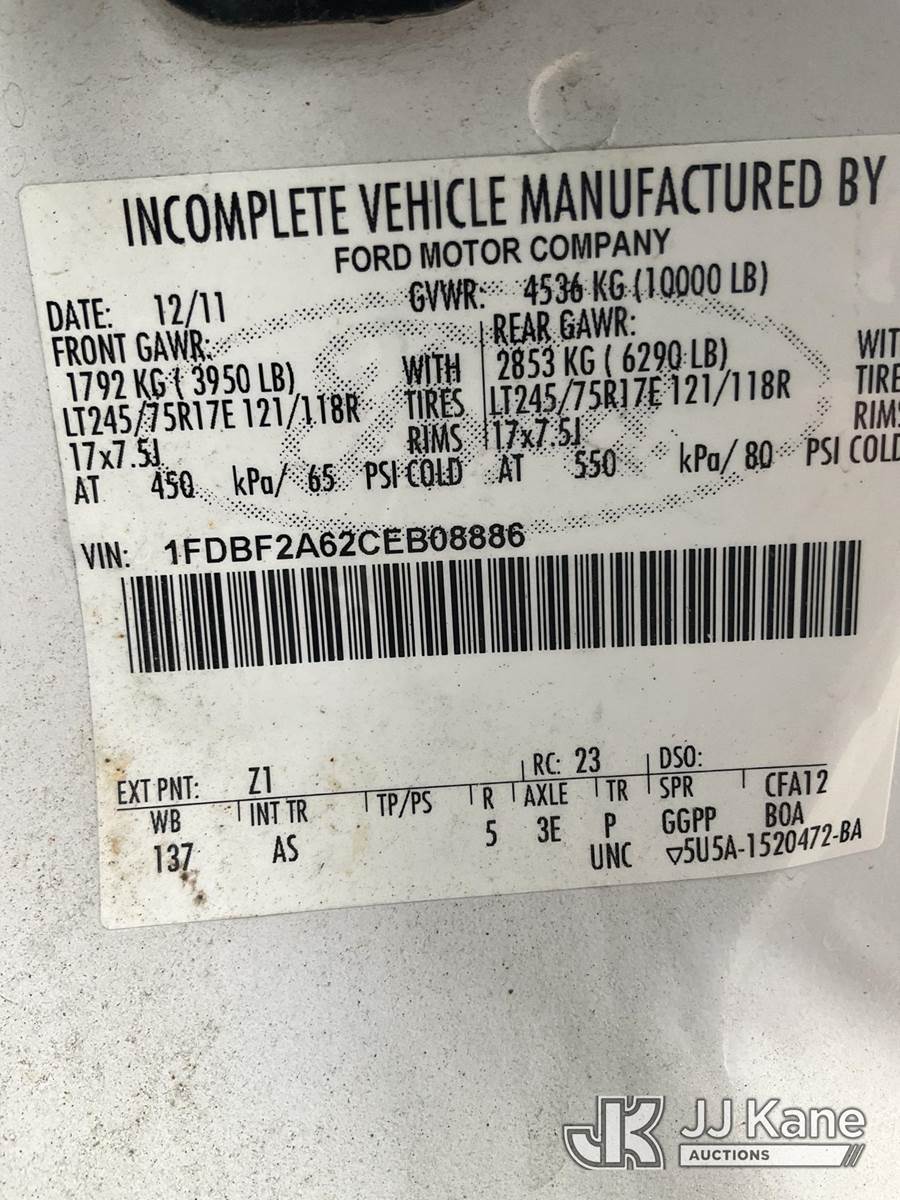 INCOMPLETE VEHICLE MANUFACTURED BY
FORD MOTOR COMPANY
DATE: 12/11 GVWR: 4536 KG (10000 LB)
FRONT GAWR: REAR GAWR:
1792 KG ( 3950 LB) WITH 2853 KG ( 6290 LB) WIT
LT245/75R17E 121/118R TIRES LT245/75R17E 121/118R TIRE
17x7.5J RIMS 17x7.5J RIMS
AT 450 kPa/ 65 PSI COLD AT 550 kPa/ 80 PSI COLD
VIN: 1FDBF2A62CEB08886
EXT PNT: Z1 RC: 23 DSO:
WB INT TR TP/PS R AXLE TR SPR CFA12
137 AS 5 3E P GGPP BOA
UNC ▽5U5A-1520472-BA
JK JJ Kane
AUCTIONS